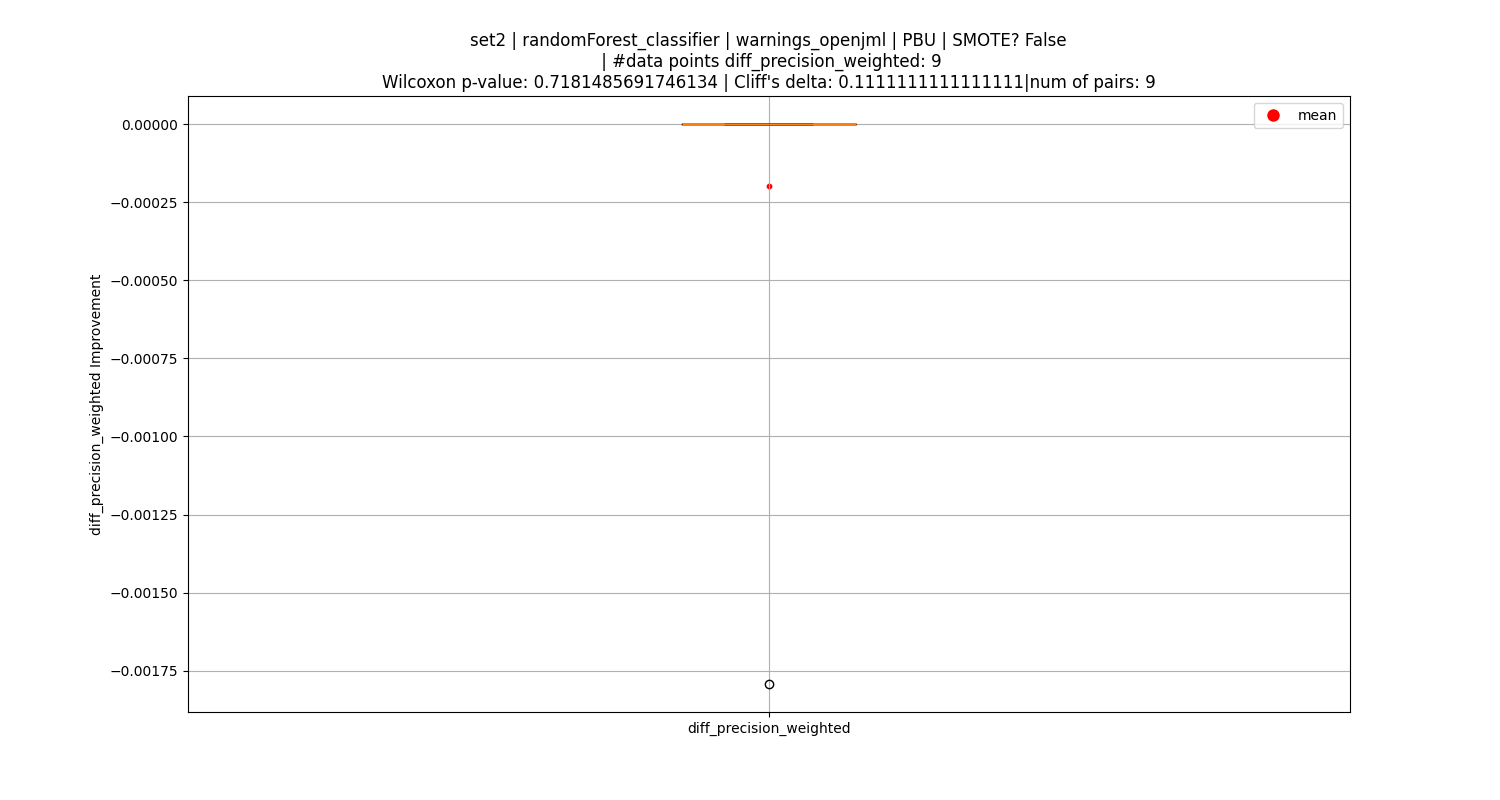 set2 | randomForest_classifier | warnings_openjml | PBU | SMOTE? False
| #data points diff_precision_weighted: 9
Wilcoxon p-value: 0.7181485691746134 | Cliff's delta: 0.1111111111111111|num of pairs: 9
mean
0.00000
−0.00025
−0.00050
−0.00075
−0.00100
−0.00125
−0.00150
−0.00175
diff_precision_weighted Improvement
diff_precision_weighted